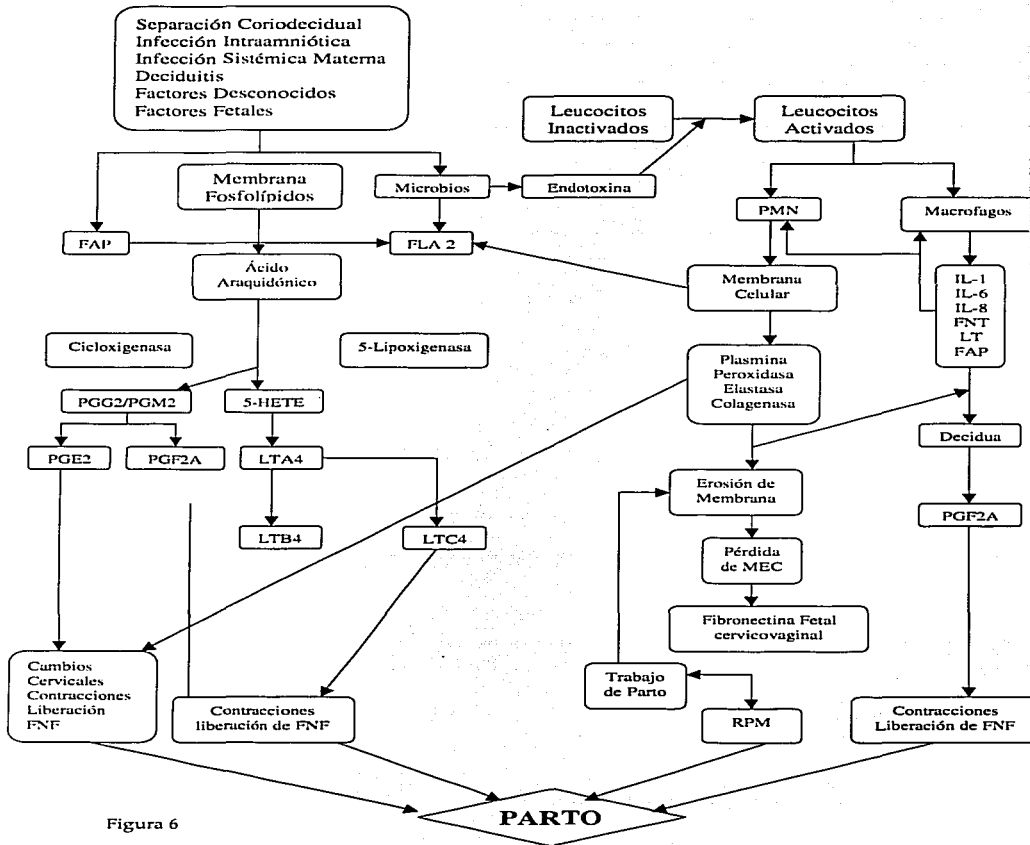 Separación Coriodecidual
Infección Intraamniótica
Infección Sistémica Materna
Deciduitis
Factores Desconocidos
Factores Fetales
Leucocitos
Inactivados
Leucocitos
Activados
Membrana
Fosfolípidos
Microbios
Endotoxina
PMN
Macrofagos
FAP
FLA 2
Ácido
Araquidónico
Membrana
Celular
IL-1
IL-6
IL-8
FNT
LT
FAP
Cicloxigenasa
5-Lipoxigenasa
Plasmina
Peroxidasa
Elastasa
Colagenasa
PGG2/PGM2
5-HETE
Decidua
PGE2
PGF2A
LTA4
Erosión de
Membrana
PGF2A
LTB4
LTC4
Pérdida
de MEC
Fibronectina Fetal
cervicovaginal
Cambios
Cervicales
Contracciones
Liberación
FNF
Trabajo
de Parto
Contracciones
liberación de FNF
RPM
Contracciones
Liberación de FNF
PARTO
Figura 6